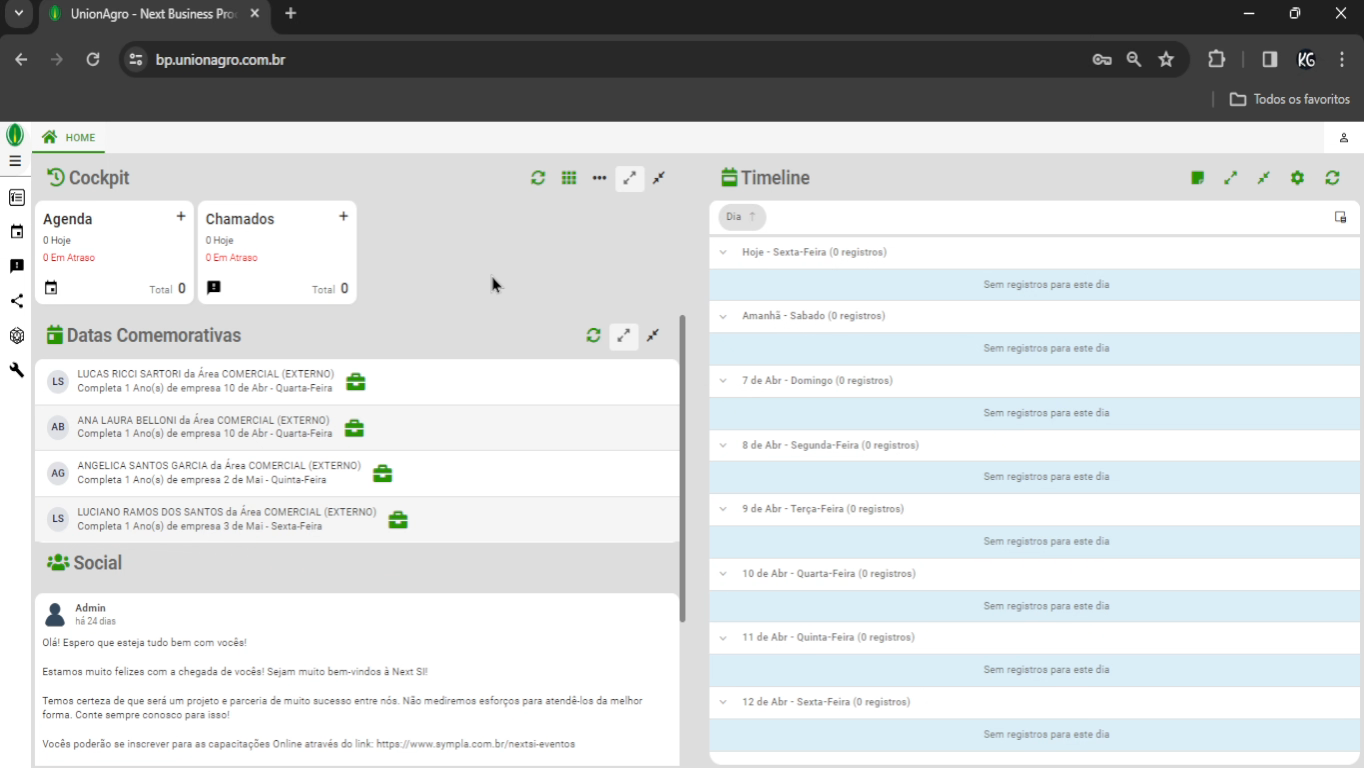 UnionAgro - Next Business Pro
bp.unionagro.com.br
KG
Todos os favoritos
HOME
Cockpit
Agenda
0 Hoje
0 Em Atraso
Total 0
Chamados
0 Hoje
0 Em Atraso
Total 0
Datas Comemorativas
LS
LUCAS RICCI SARTORI da Área COMERCIAL (EXTERNO)
Completa 1 Ano(s) de empresa 10 de Abr - Quarta-Feira
AB
ANA LAURA BELLONI da Área COMERCIAL (EXTERNO)
Completa 1 Ano(s) de empresa 10 de Abr - Quarta-Feira
AG
ANGELICA SANTOS GARCIA da Área COMERCIAL (EXTERNO)
Completa 1 Ano(s) de empresa 2 de Mai - Quinta-Feira
LS
LUCIANO RAMOS DOS SANTOS da Área COMERCIAL (EXTERNO)
Completa 1 Ano(s) de empresa 3 de Mai - Sexta-Feira
Social
Admin
há 24 dias
Olá! Espero que esteja tudo bem com vocês!
Estamos muito felizes com a chegada de vocês! Sejam muito bem-vindos à Next SI!
Temos certeza de que será um projeto e parceria de muito sucesso entre nós. Não mediremos esforços para atendê-los da melhor
forma. Conte sempre conosco para isso!
Vocês poderão se inscrever para as capacitações Online através do link: https://www.sympla.com.br/nextsi-eventos
Timeline
Dia
Hoje - Sexta-Feira (0 registros)
Sem registros para este dia
Amanhã - Sabado (0 registros)
Sem registros para este dia
7 de Abr - Domingo (0 registros)
Sem registros para este dia
8 de Abr - Segunda-Feira (0 registros)
Sem registros para este dia
9 de Abr - Terça-Feira (0 registros)
Sem registros para este dia
10 de Abr - Quarta-Feira (0 registros)
Sem registros para este dia
11 de Abr - Quinta-Feira (0 registros)
Sem registros para este dia
12 de Abr - Sexta-Feira (0 registros)
Sem registros para este dia